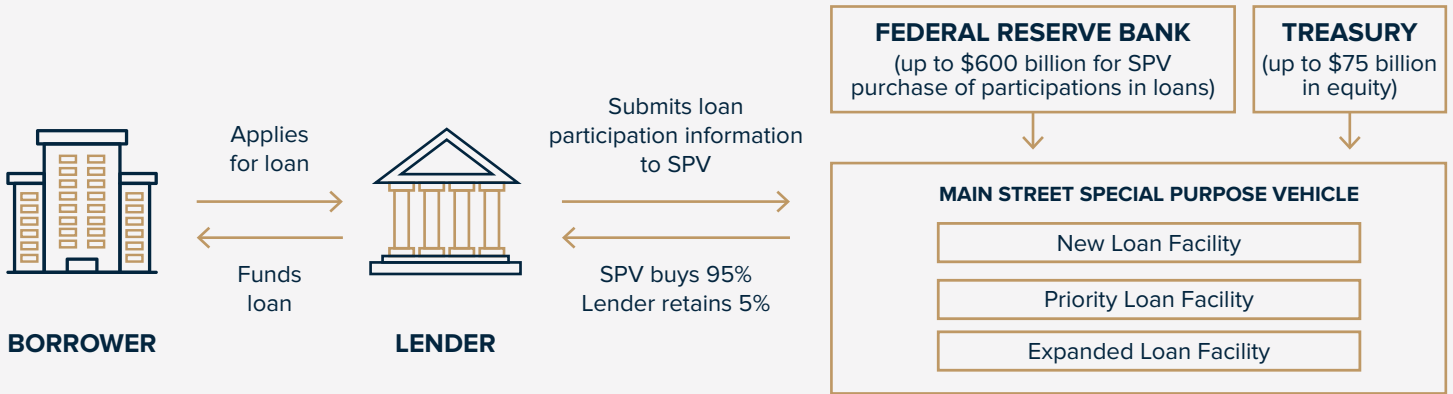 Applies
for loan
Funds
loan
BORROWER
LENDER
Submits loan
participation information
to SPV
SPV buys 95%
Lender retains 5%
FEDERAL RESERVE BANK
(up to $600 billion for SPV
purchase of participations in loans)
TREASURY
(up to $75 billion
in equity)
MAIN STREET SPECIAL PURPOSE VEHICLE
New Loan Facility
Priority Loan Facility
Expanded Loan Facility